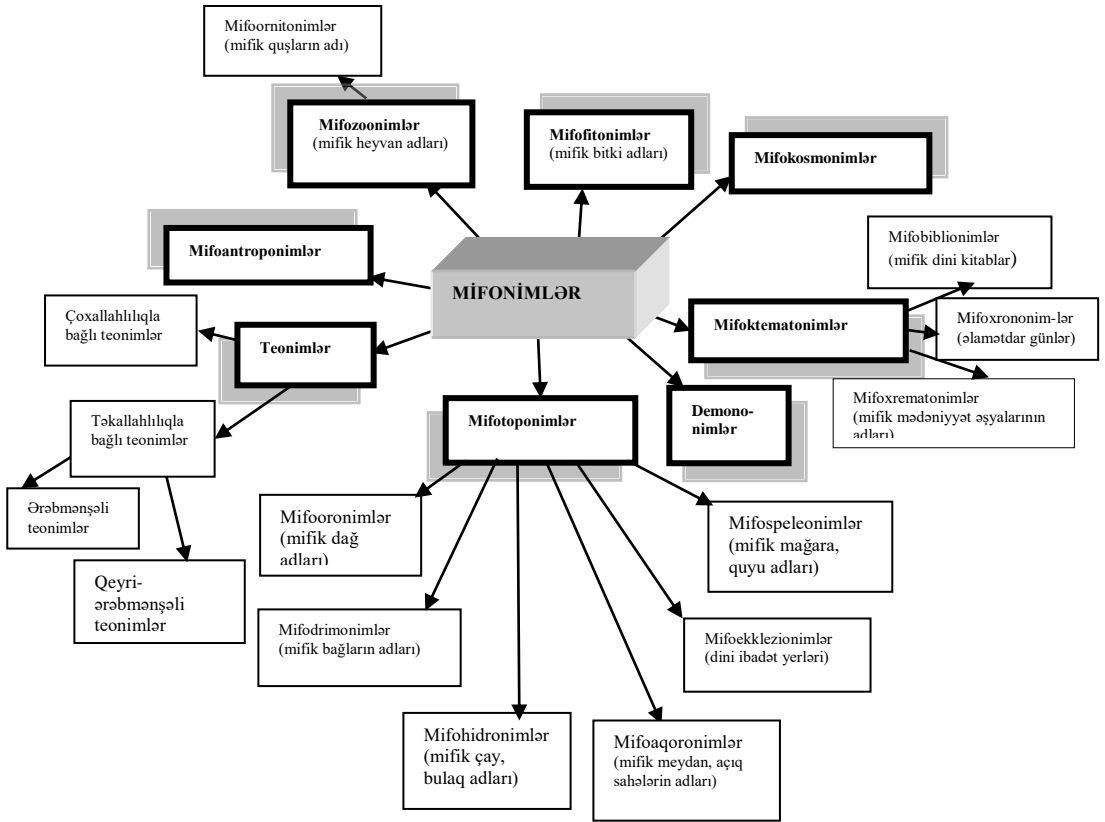 Mifoornitonimlər
(mifik quşların adı)
Mifozoonimlər
(mifik heyvan adları)
Mifofitonimlər
(mifik bitki adları)
Mifokosmonimlər
Mifoantroponimlər
MİFONİMLƏR
Mifobiblionimlər
(mifik dini kitablar)
Mifoktematonimlər
Mifoxrononim-lər
(əlamətdar günlər)
Mifoxrematonimlər
(mifik mədəniyyət əşyalarının
adları)
Çoxallahlılıqla
bağlı teonimlər
Teonimlər
Təkallahlılıqla
bağlı teonimlər
Ərəbmənşəli
teonimlər
Qeyri-
ərəbmənşəli
teonimlər
Mifotoponimlər
Demono-
nimlər
Mifooronimlər
(mifik dağ
adları)
Mifospeleonimlər
(mifik mağara,
quyu adları)
Mifodrimonimlər
(mifik bağların adları)
Mifoekklezionimlər
(dini ibadət yerləri)
Mifohidronimlər
(mifik çay,
bulaq adları)
Mifoaqoronimlər
(mifik meydan, açıq
sahələrin adları)